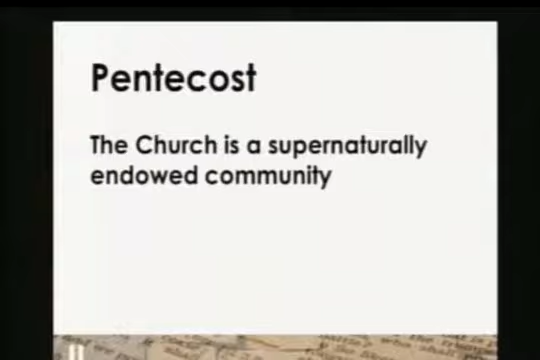 Pentecost
The Church is a supernaturally
endowed community